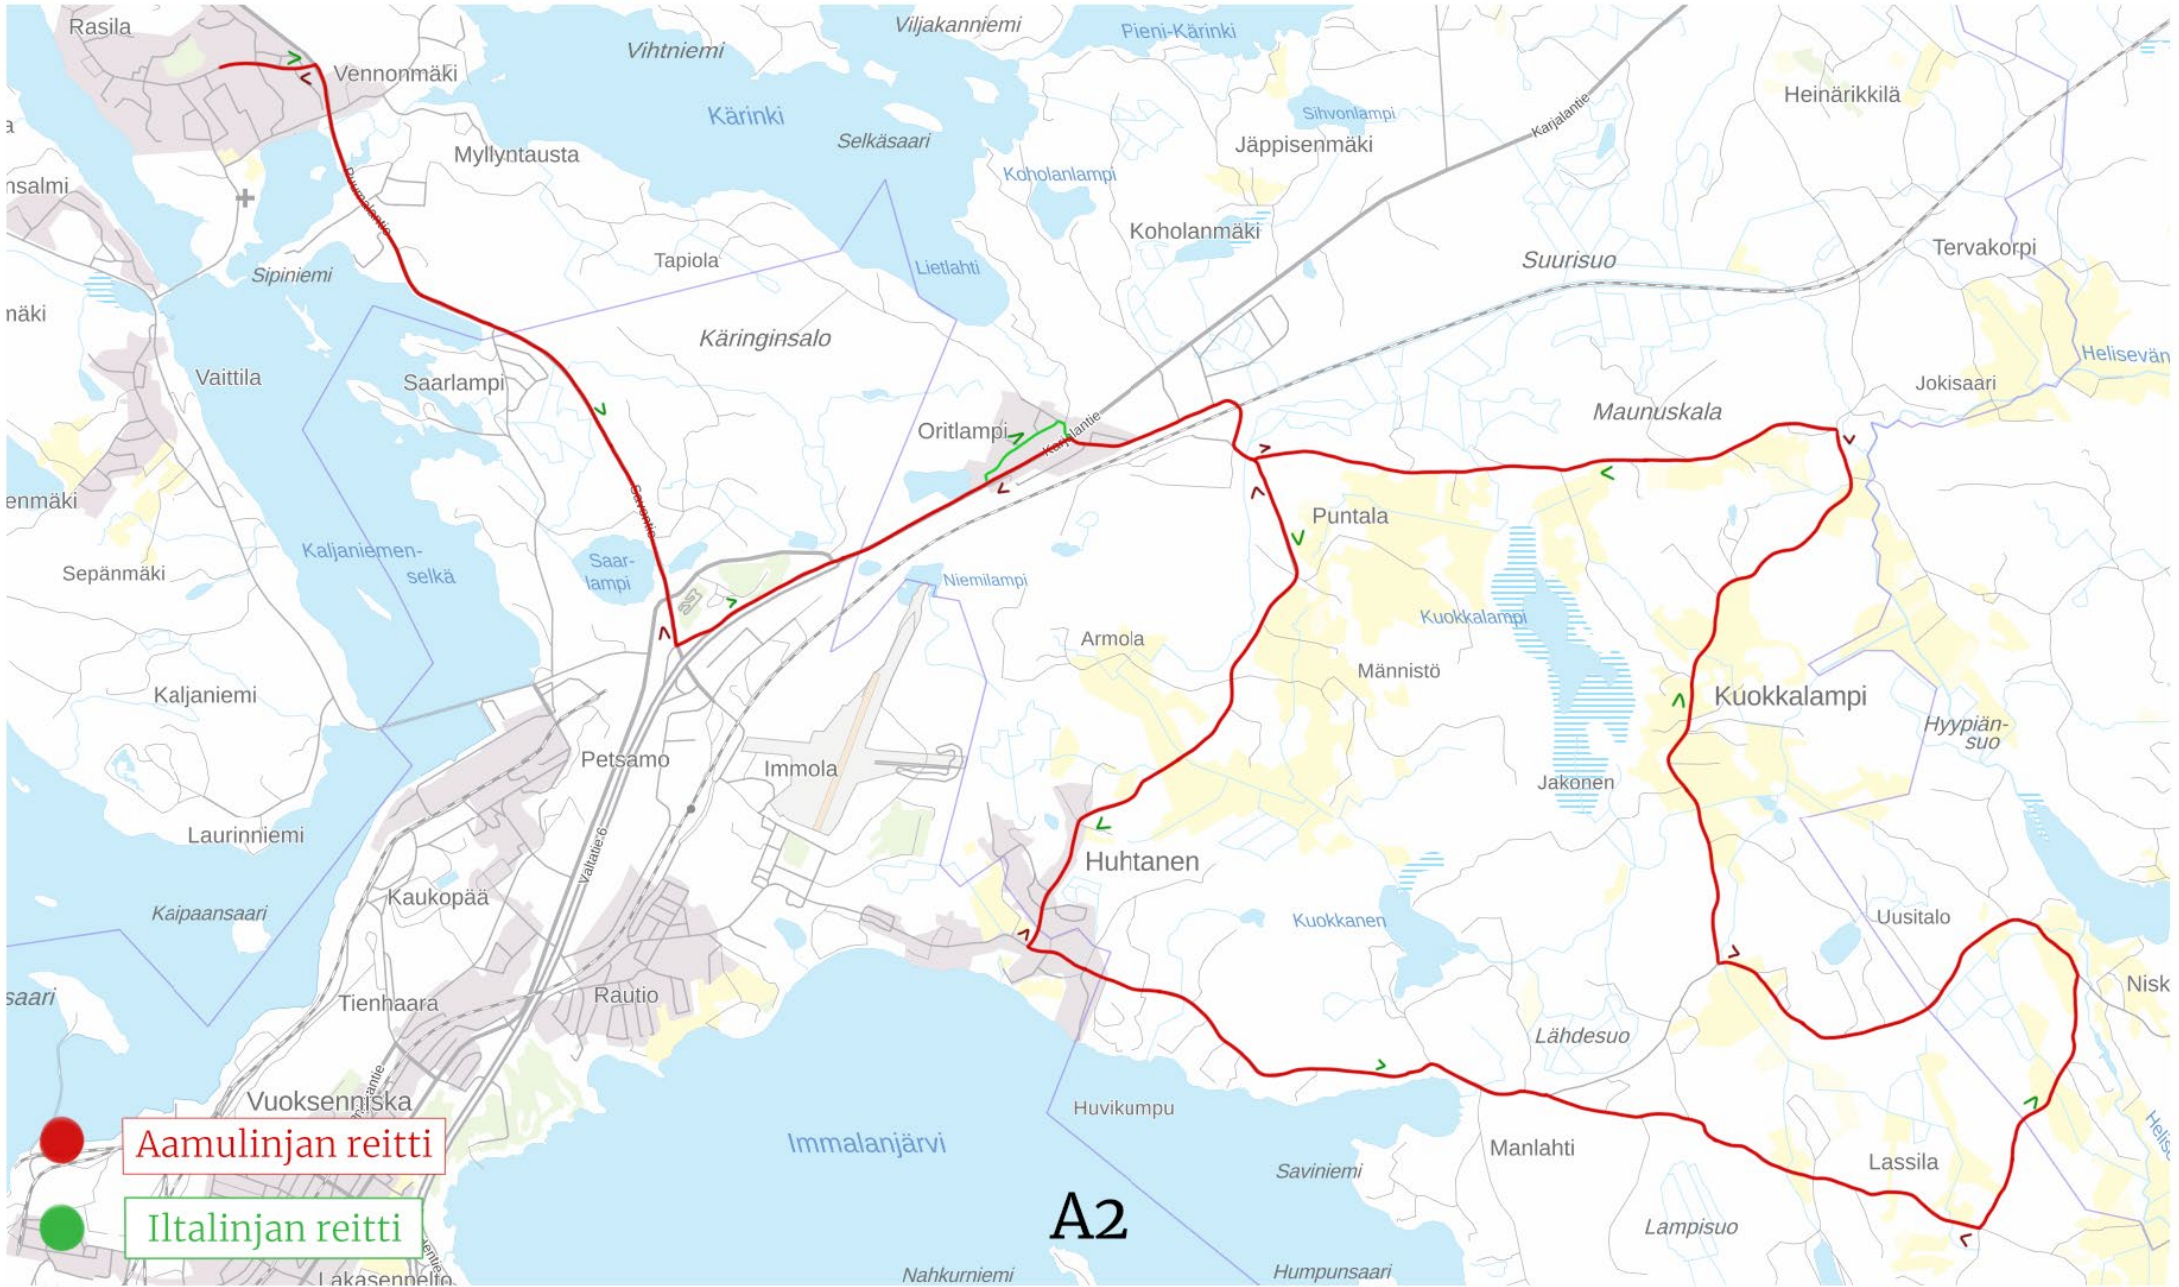 Rasila
Vennonmäki
Vihtniemi
Viljakanniemi
Pieni-Kärinki
Heinärikkilä
Kärinki
Selkäsaari
Sihvonlampi
Karjalantie
Jäppisenmäki
Myllyntausta
nsalmi
Koholanlampi
Puumalantie
Koholanmäki
Tervakorpi
Suurisuo
Sipiniemi
Tapiola
Lietlahti
mäki
Käringinsalo
Helisevän
Vaittila
Saarlampi
Jokisaari
Maunuskala
Oritlampi
Karjalantie
enmäki
Savontie
Puntala
Kaljaniemen-
selkä
Saar-
lampi
Sepänmäki
Niemilampi
Kuokkalampi
Armola
Männistö
Kaljaniemi
Kuokkalampi
Hyypiän-
suo
Petsamo
Immola
Jakonen
Laurinniemi
Valtatie 6
Huhtanen
Kaukopää
Kaipaansaari
Kuokkanen
Uusitalo
saari
Tienhaara
Rautio
Nisk
Lähdesuo
Vuoksenniska
Huvikumpu
Aamulinjan reitti
Immalanjärvi
Manlahti
Lassila
Saviniemi
A2
Iltalinjan reitti
Lampisuo
Lakasenpelto
Nahkurniemi
Humpunsaari